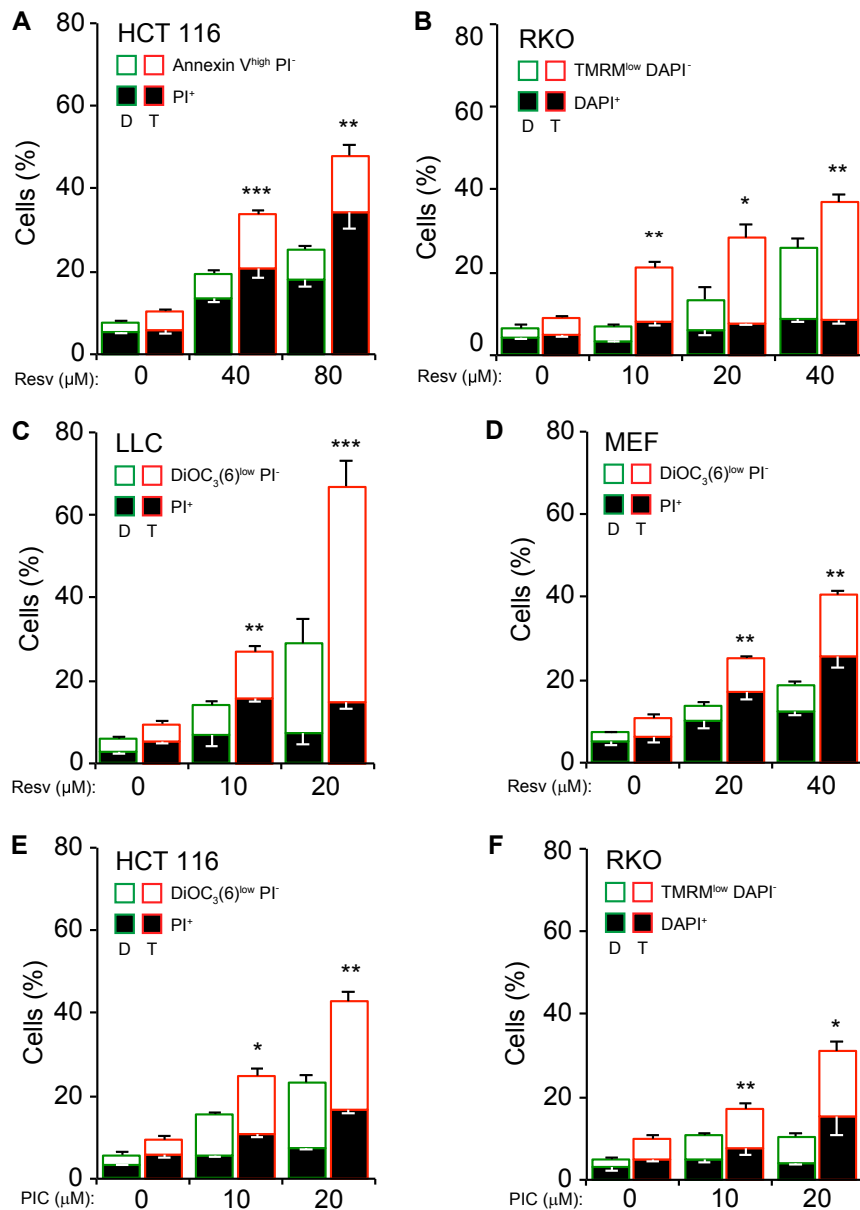 A
HCT 116
Annexin Vhigh PI-
PI+
D T
Cells (%)
80
60
40
20
0
** 
***
Resv (µM): 0 40 80
B
RKO
TMRMlow DAPI-
DAPI+
D T
Cells (%)
80
60
40
20
0
**
*
**
Resv (µM): 0 10 20 40
C
LLC
DiOC3(6)low PI-
PI+
D T
Cells (%)
80
60
40
20
0
***
**
Resv (µM): 0 10 20
D
MEF
DiOC3(6)low PI-
PI+
D T
Cells (%)
80
60
40
20
0
**
**
Resv (µM): 0 20 40
E
HCT 116
DiOC3(6)low PI-
PI+
D T
Cells (%)
80
60
40
20
0
**
*
PIC (µM): 0 10 20
F
RKO
TMRMlow DAPI-
DAPI+
D T
Cells (%)
80
60
40
20
0
*
**
PIC (µM): 0 10 20